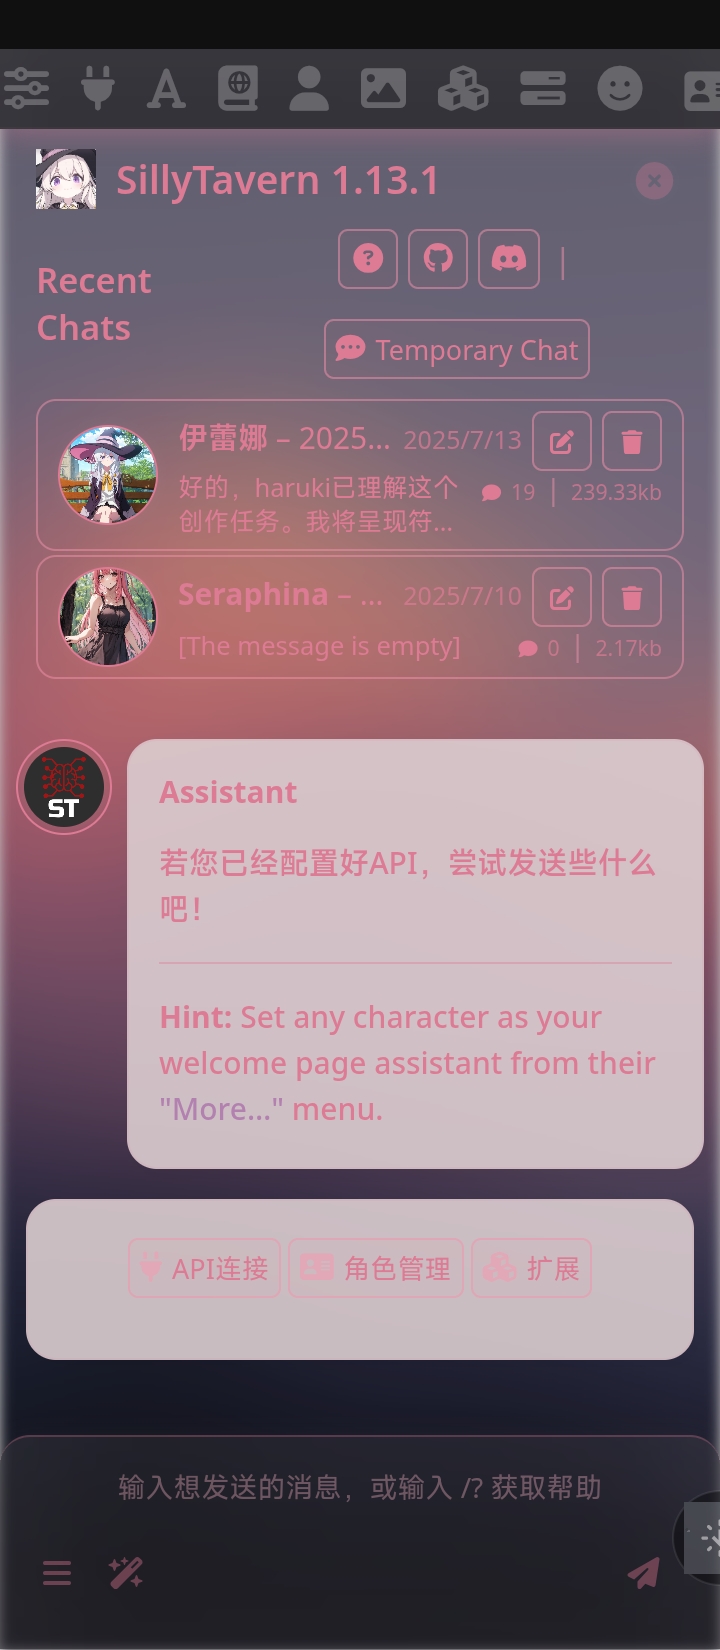 SillyTavern 1.13.1
Recent
Chats
|
Temporary Chat
伊蕾娜 – 2025... 2025/7/13
好的，haruki已理解这个
创作任务。我将呈现符...
19 | 239.33kb
Seraphina – ... 2025/7/10
[The message is empty]
0 | 2.17kb
ST
Assistant
若您已经配置好API，尝试发送些什么
吧！
Hint: Set any character as your
welcome page assistant from their
"More..." menu.
API连接 角色管理 扩展
输入想发送的消息，或输入 /? 获取帮助